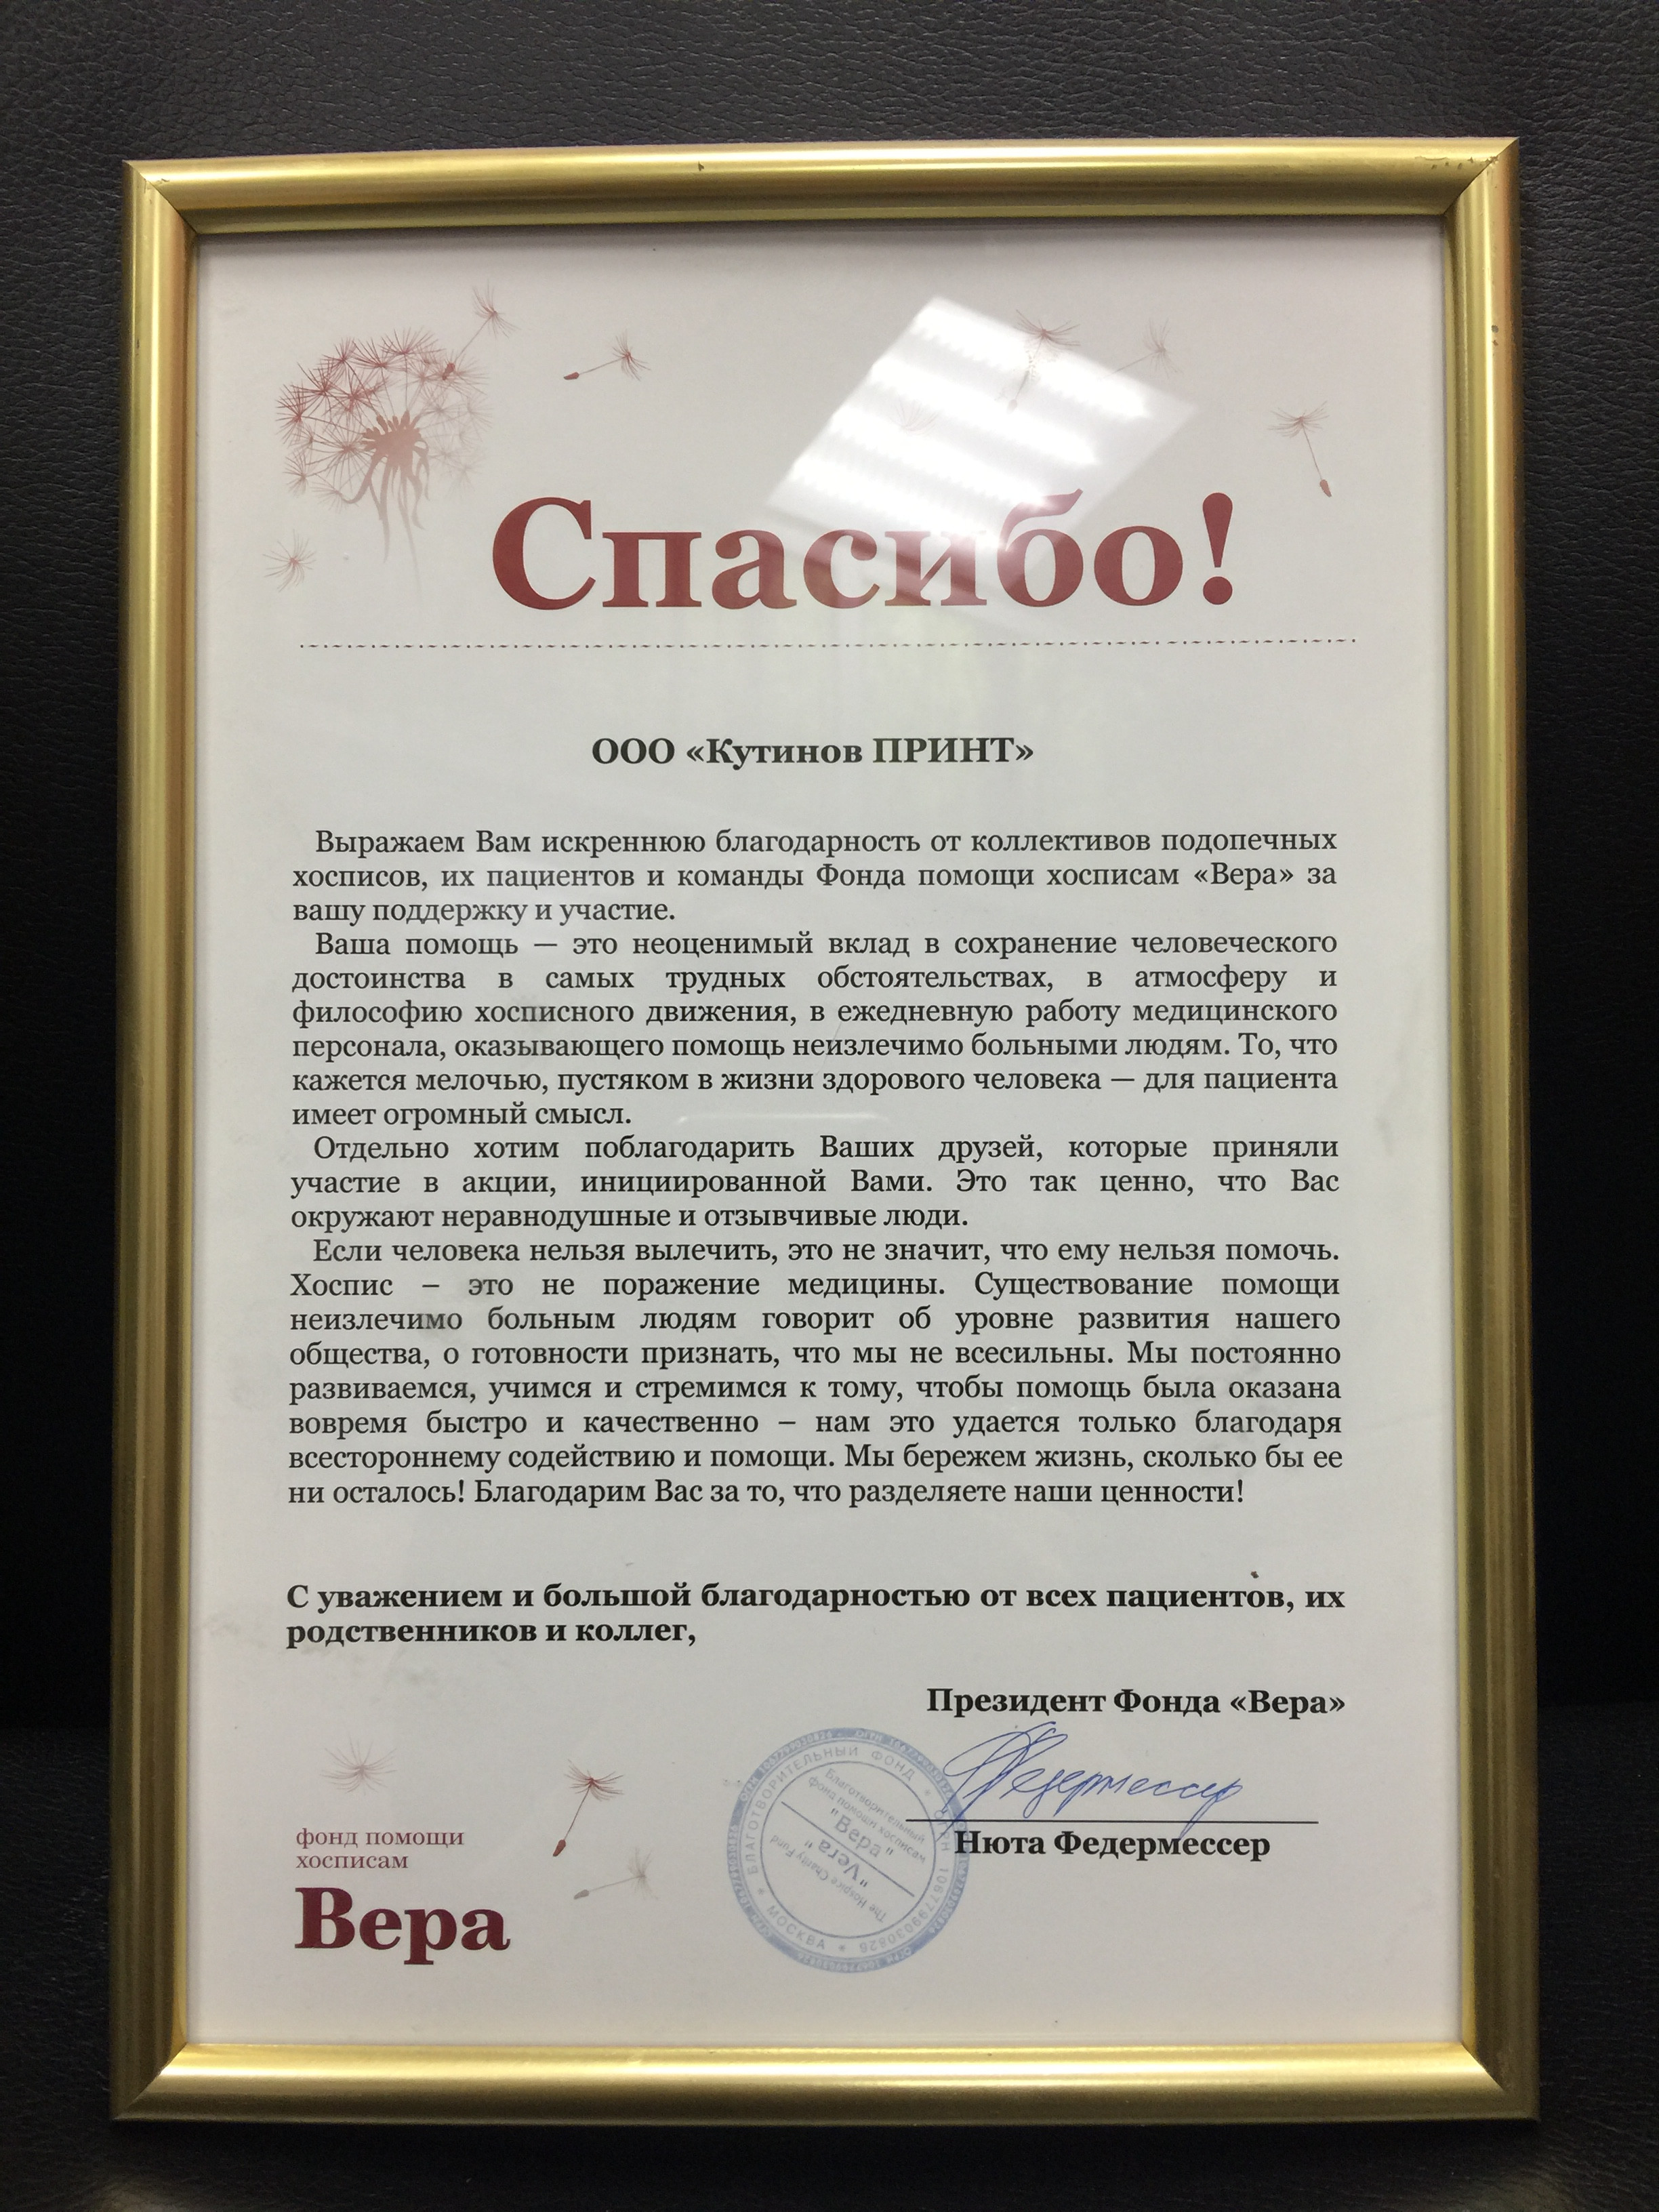 Спасибо!
ООО «Кутинов ПРИНТ»
Выражаем Вам искреннюю благодарность от коллективов подопечных
хосписов, их пациентов и команды Фонда помощи хосписам «Вера» за
вашу поддержку и участие.
Ваша помощь — это неоценимый вклад в сохранение человеческого
достоинства в самых трудных обстоятельствах, в атмосферу и
философию хосписного движения, в ежедневную работу медицинского
персонала, оказывающего помощь неизлечимо больными людям. То, что
кажется мелочью, пустяком в жизни здорового человека — для пациента
имеет огромный смысл.
Отдельно хотим поблагодарить Ваших друзей, которые приняли
участие в акции, инициированной Вами. Это так ценно, что Вас
окружают неравнодушные и отзывчивые люди.
Если человека нельзя вылечить, это не значит, что ему нельзя помочь.
Хоспис – это не поражение медицины. Существование помощи
неизлечимо больным людям говорит об уровне развития нашего
общества, о готовности признать, что мы не всесильны. Мы постоянно
развиваемся, учимся и стремимся к тому, чтобы помощь была оказана
вовремя быстро и качественно – нам это удается только благодаря
всестороннему содействию и помощи. Мы бережем жизнь, сколько бы ее
ни осталось! Благодарим Вас за то, что разделяете наши ценности!
С уважением и большой благодарностью от всех пациентов, их
родственников и коллег,
Президент Фонда «Вера»
Федермессер
Нюта Федермессер
БЛАГОТВОРИТЕЛЬНЫЙ ФОНД * ОГРН 1067799030826 * МОСКВА *
Благотворительный
фонд помощи хосписам
"Вера"
"Vera"
The Hospice Charity Fund
фонд помощи
хосписам
Вера